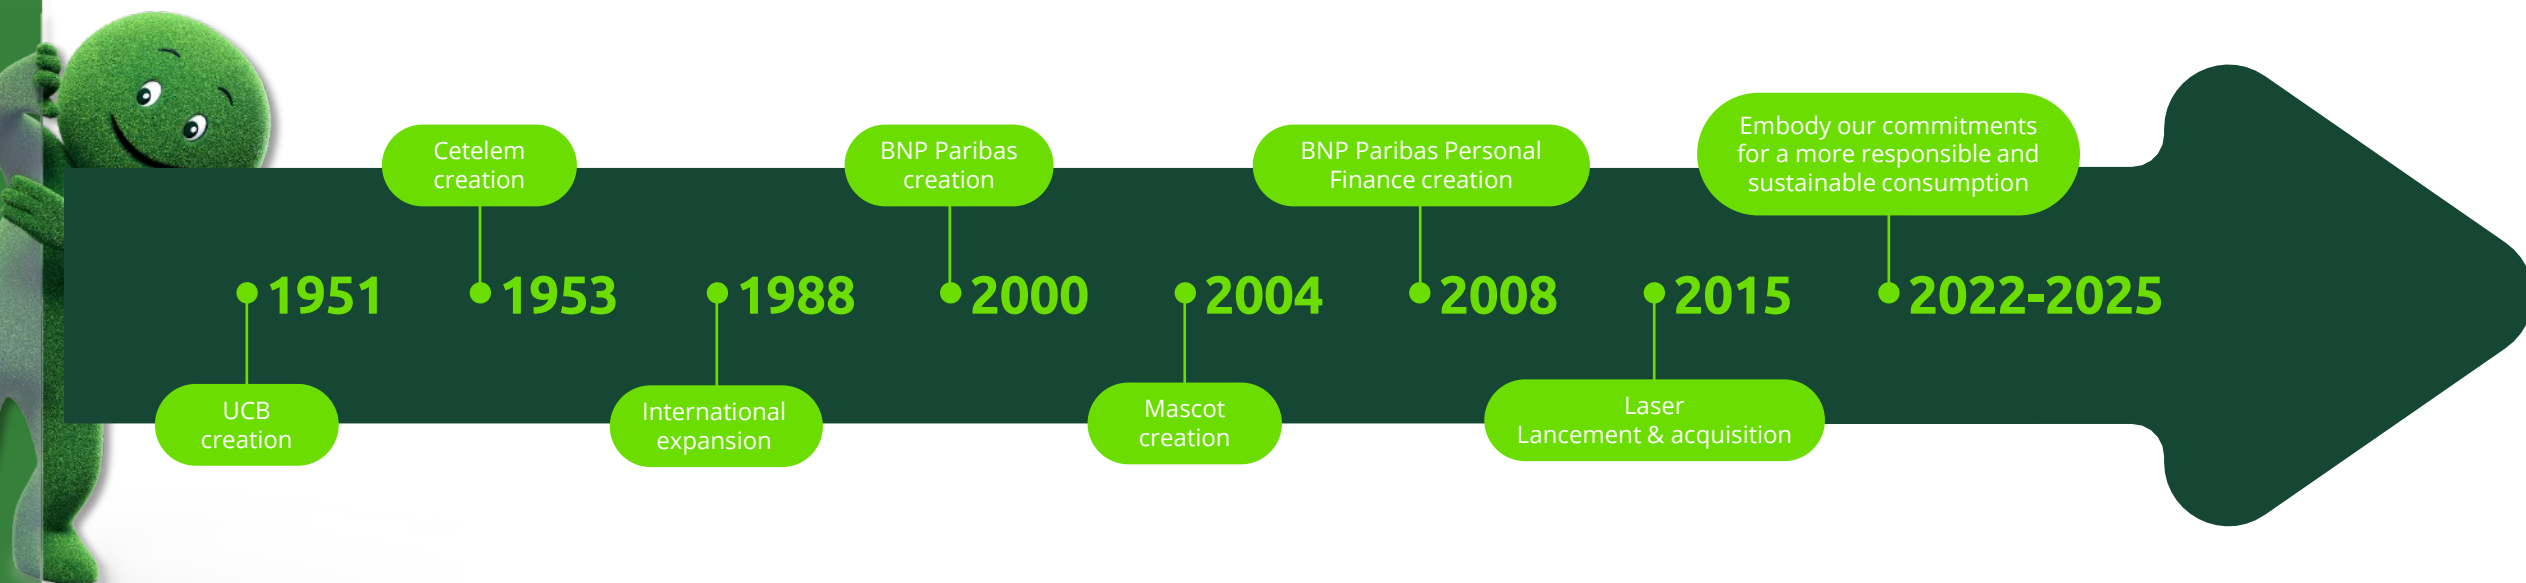 Cetelem
creation
BNP Paribas
creation
BNP Paribas Personal
Finance creation
Embody our commitments
for a more responsible and
sustainable consumption
1951
1953
1988
2000
2004
2008
2015
2022-2025
UCB
creation
International
expansion
Mascot
creation
Laser
Lancement & acquisition